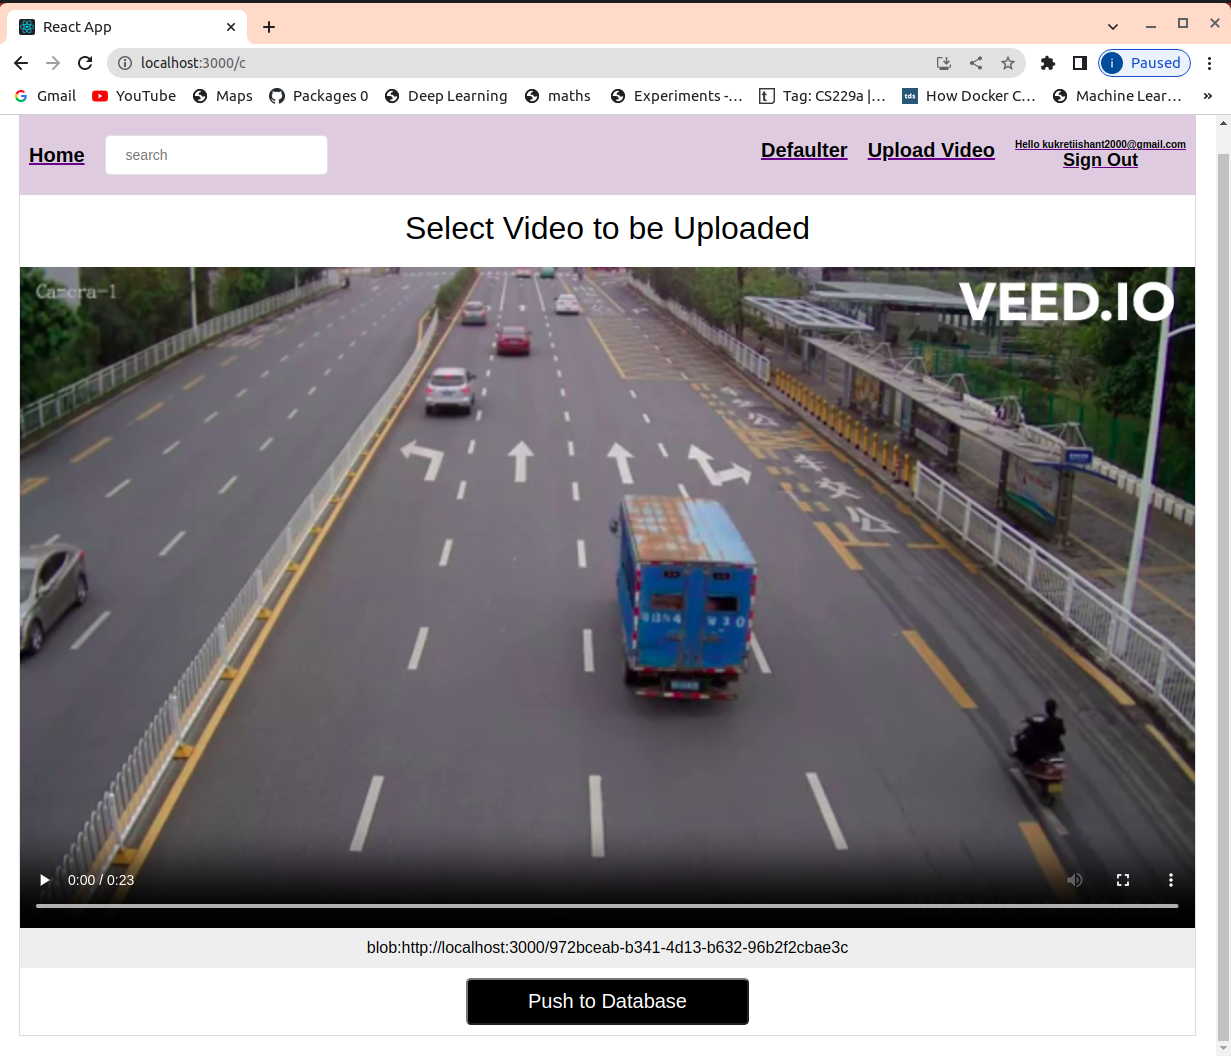 React App
localhost:3000/c
Paused
Gmail YouTube Maps Packages 0 Deep Learning maths Experiments -... Tag: CS229a |... How Docker C... Machine Lear... »
Home search Defaulter Upload Video Hello kukretiishant2000@gmail.com
Sign Out
Select Video to be Uploaded
Camera-1
VEED.IO
0:00 / 0:23
blob:http://localhost:3000/972bceab-b341-4d13-b632-96b2f2cbae3c
Push to Database